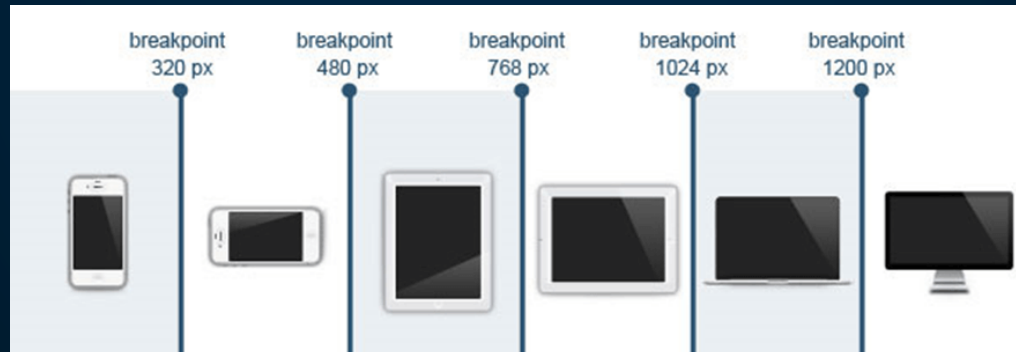 breakpoint
320 px
breakpoint
480 px
breakpoint
768 px
breakpoint
1024 px
breakpoint
1200 px